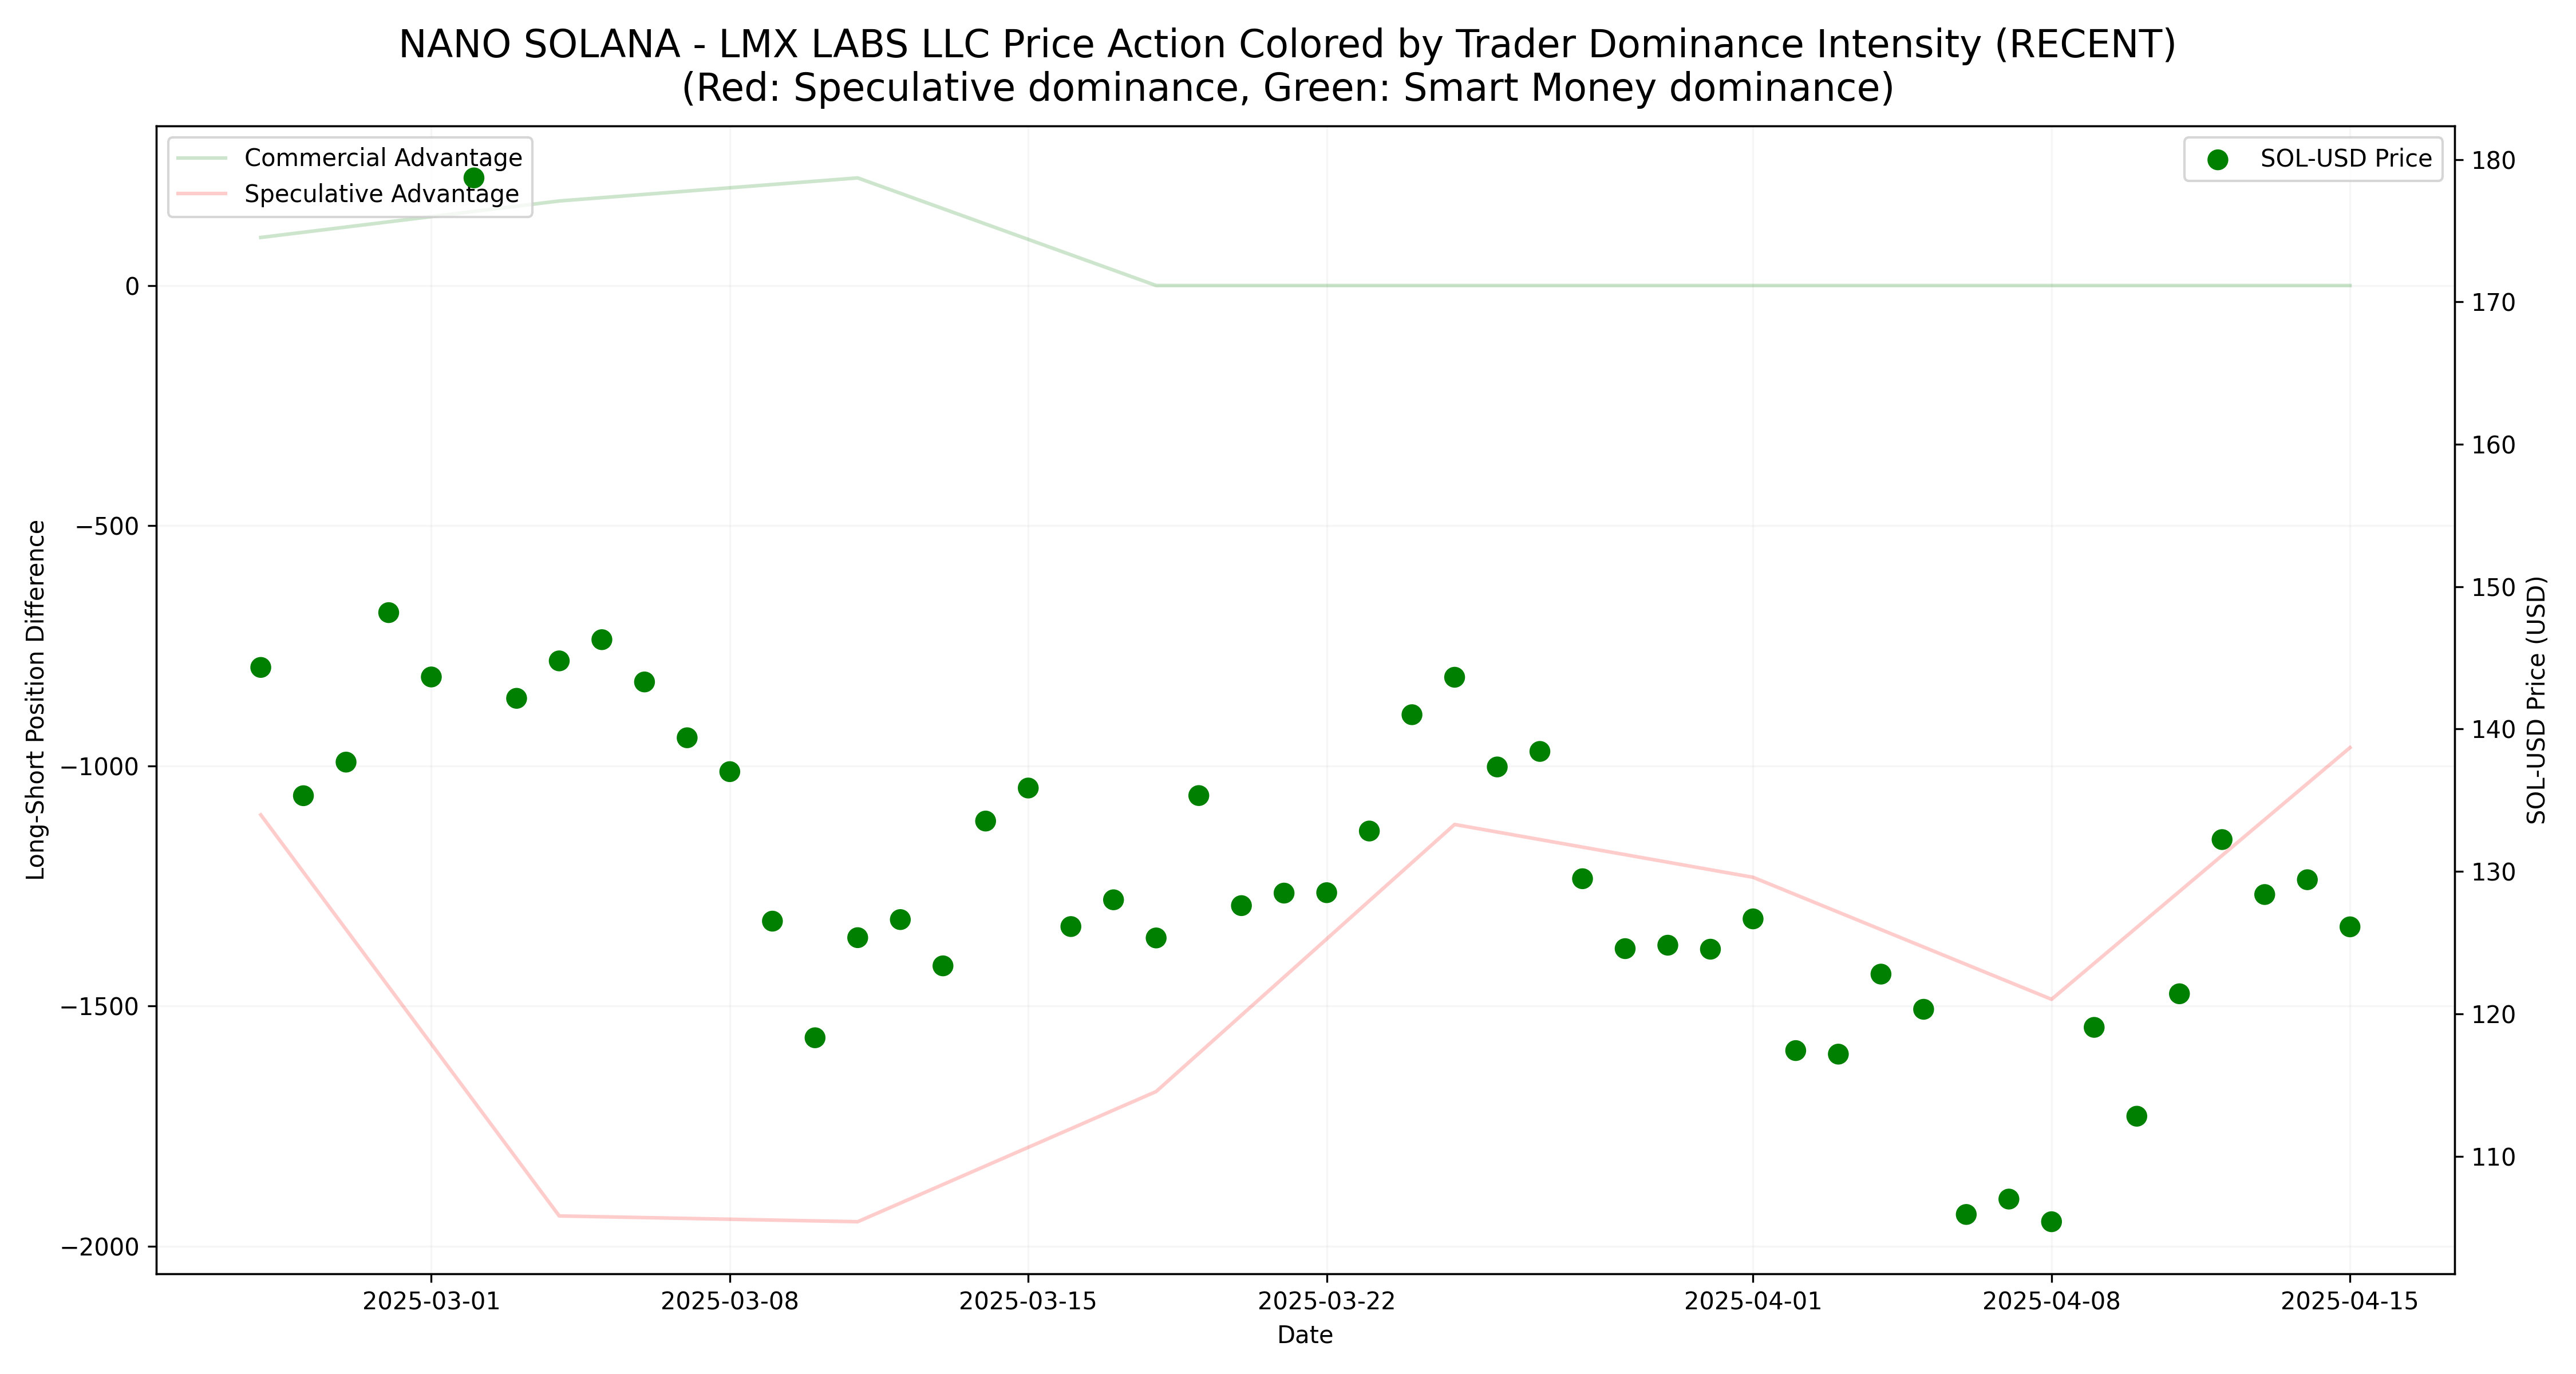 NANO SOLANA - LMX LABS LLC Price Action Colored by Trader Dominance Intensity (RECENT)
(Red: Speculative dominance, Green: Smart Money dominance)
Commercial Advantage
Speculative Advantage
SOL-USD Price
Long-Short Position Difference
0
−500
−1000
−1500
−2000
180
170
160
150
140
130
120
110
SOL-USD Price (USD)
2025-03-01
2025-03-08
2025-03-15
2025-03-22
2025-04-01
2025-04-08
2025-04-15
Date